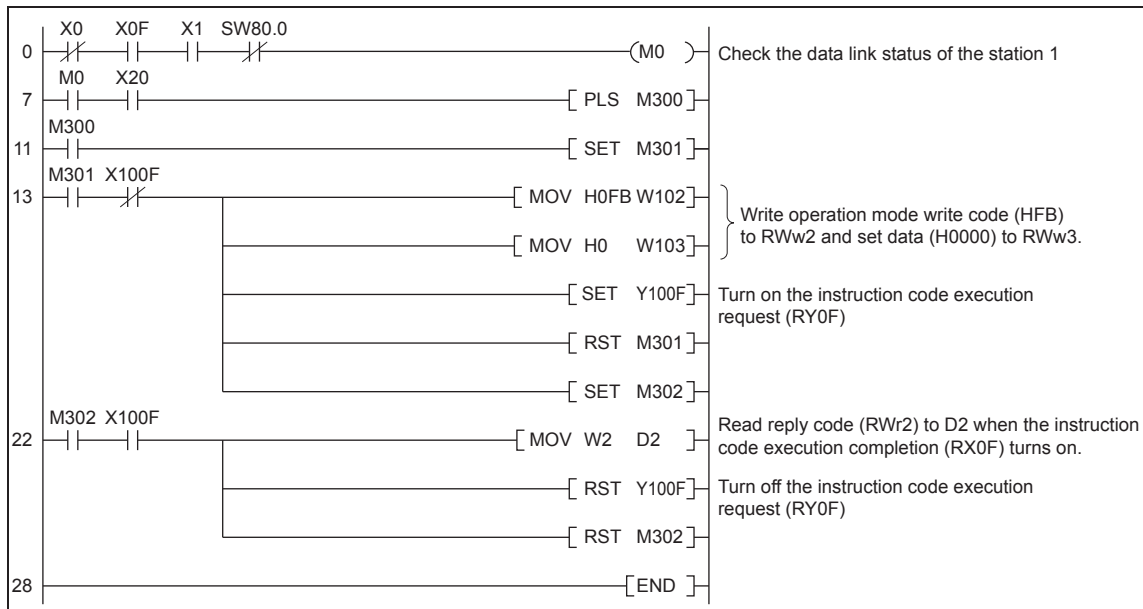 X0 X0F X1 SW80.0
0 (M0 ) Check the data link status of the station 1
M0 X20
7 [ PLS M300 ]
M300
11 [ SET M301 ]
M301 X100F
13 [ MOV H0FB W102 ]
Write operation mode write code (HFB)
to RWw2 and set data (H0000) to RWw3.
[ MOV H0 W103 ]
[ SET Y100F ] Turn on the instruction code execution
request (RY0F)
[ RST M301 ]
[ SET M302 ]
M302 X100F
22 [ MOV W2 D2 ] Read reply code (RWr2) to D2 when the instruction
code execution completion (RX0F) turns on.
[ RST Y100F ] Turn off the instruction code execution
request (RY0F)
[ RST M302 ]
28 [ END ]